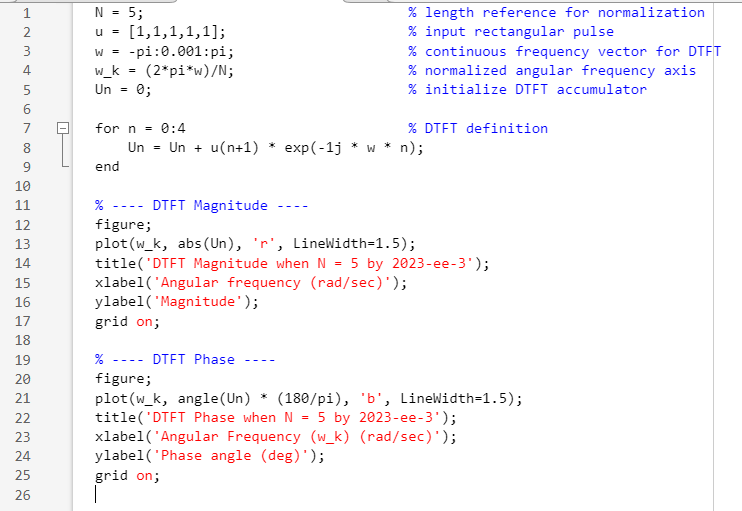 1 N = 5; % length reference for normalization
2 u = [1,1,1,1,1]; % input rectangular pulse
3 w = -pi:0.001:pi; % continuous frequency vector for DTFT
4 w_k = (2*pi*w)/N; % normalized angular frequency axis
5 Un = 0; % initialize DTFT accumulator
6
7 for n = 0:4 % DTFT definition
8 Un = Un + u(n+1) * exp(-1j * w * n);
9 end
10
11 % ---- DTFT Magnitude ----
12 figure;
13 plot(w_k, abs(Un), 'r', LineWidth=1.5);
14 title('DTFT Magnitude when N = 5 by 2023-ee-3');
15 xlabel('Angular frequency (rad/sec)');
16 ylabel('Magnitude');
17 grid on;
18
19 % ---- DTFT Phase ----
20 figure;
21 plot(w_k, angle(Un) * (180/pi), 'b', LineWidth=1.5);
22 title('DTFT Phase when N = 5 by 2023-ee-3');
23 xlabel('Angular Frequency (w_k) (rad/sec)');
24 ylabel('Phase angle (deg)');
25 grid on;
26